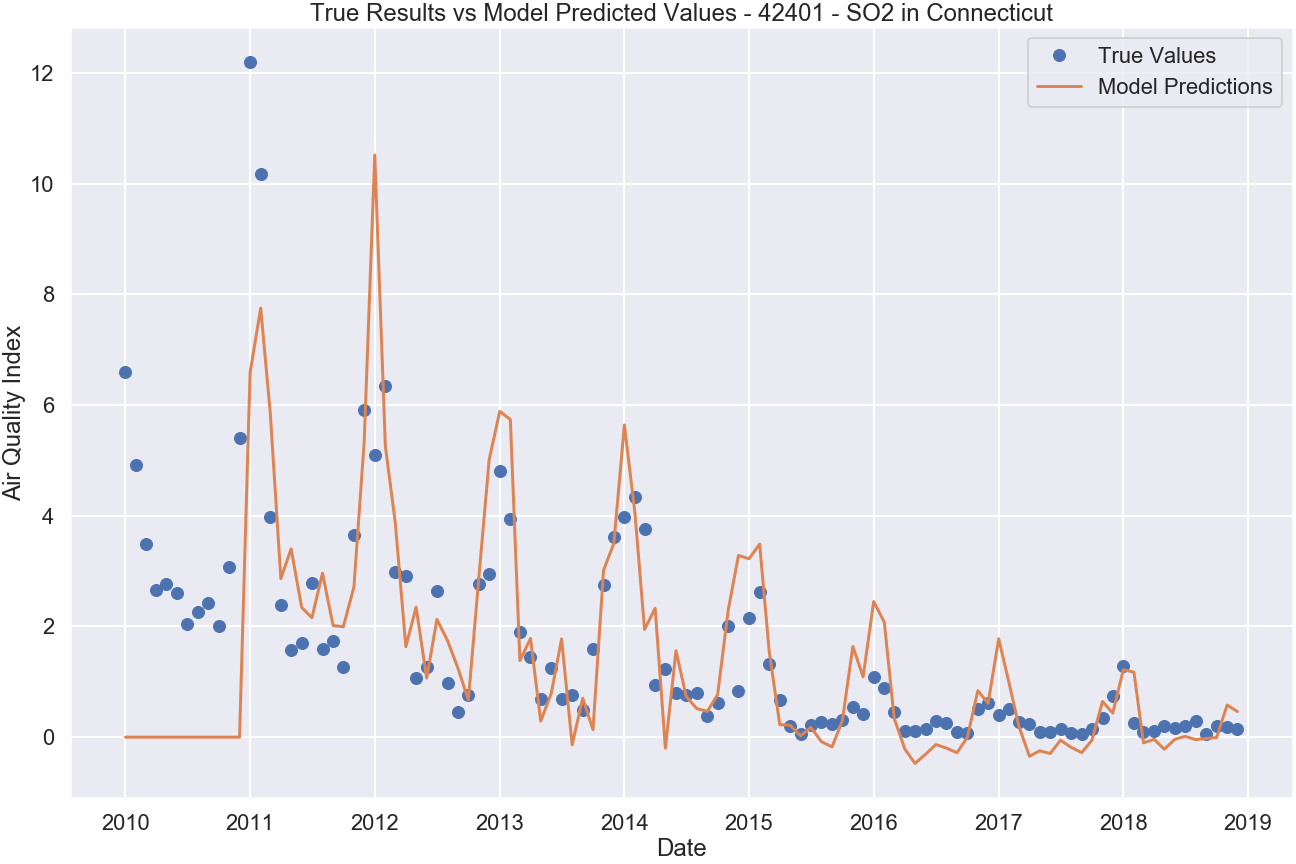 True Results vs Model Predicted Values - 42401 - SO2 in Connecticut
True Values
Model Predictions
Air Quality Index
12
10
8
6
4
2
0
2010 2011 2012 2013 2014 2015 2016 2017 2018 2019
Date